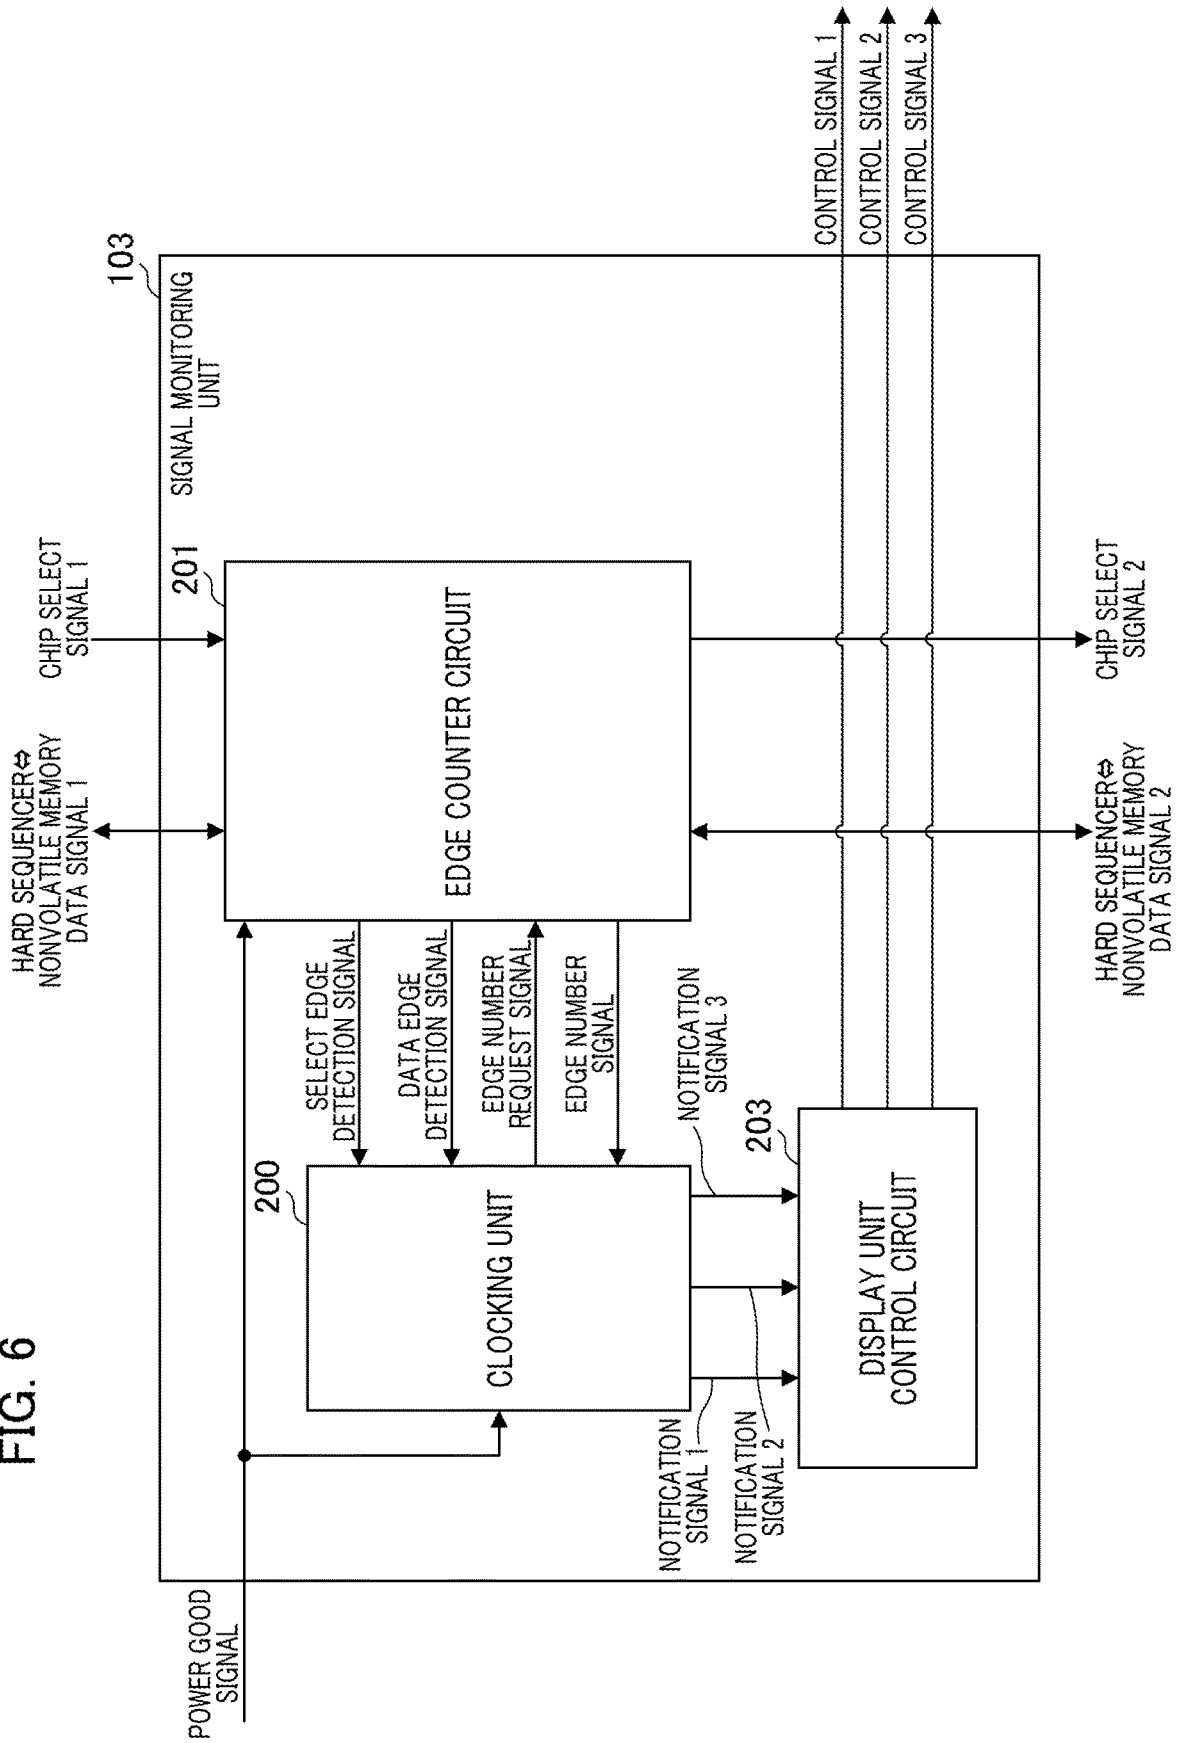 FIG. 6
103
SIGNAL MONITORING
UNIT
POWER GOOD
SIGNAL
HARD SEQUENCER⇔
NONVOLATILE MEMORY
DATA SIGNAL 1
CHIP SELECT
SIGNAL 1
200
CLOCKING UNIT
SELECT EDGE
DETECTION SIGNAL
DATA EDGE
DETECTION SIGNAL
EDGE NUMBER
REQUEST SIGNAL
EDGE NUMBER
SIGNAL
201
EDGE COUNTER CIRCUIT
NOTIFICATION
SIGNAL 1
NOTIFICATION
SIGNAL 2
NOTIFICATION
SIGNAL 3
203
DISPLAY UNIT
CONTROL CIRCUIT
CONTROL SIGNAL 1
CONTROL SIGNAL 2
CONTROL SIGNAL 3
HARD SEQUENCER⇔
NONVOLATILE MEMORY
DATA SIGNAL 2
CHIP SELECT
SIGNAL 2